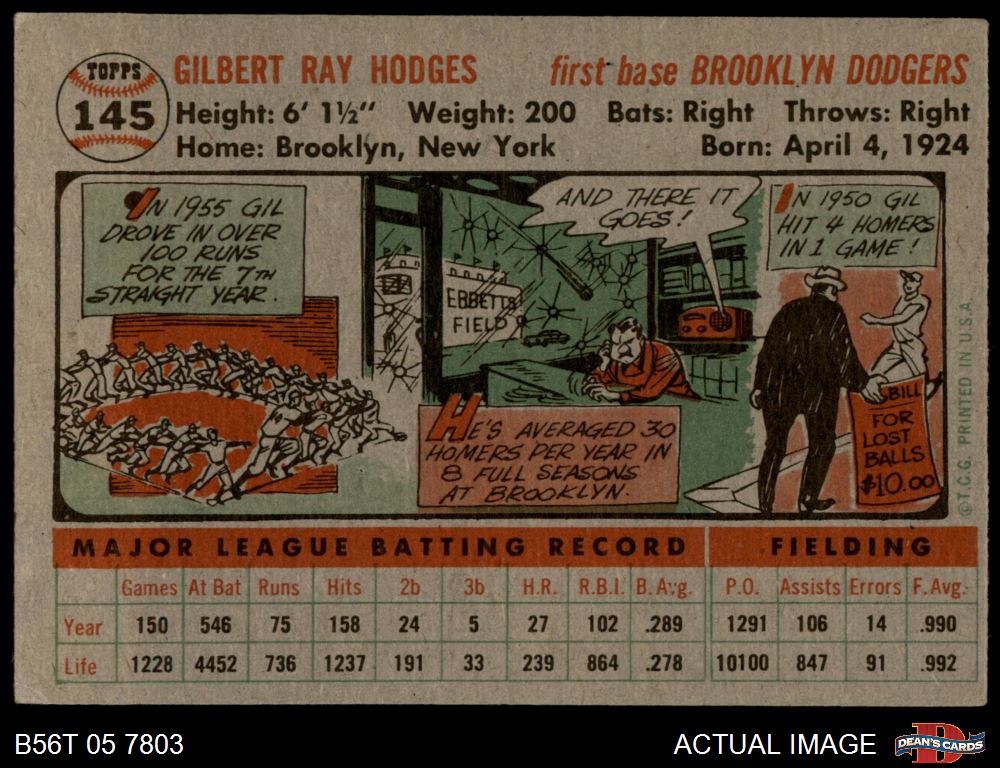 TOPPS
145
GILBERT RAY HODGES first base BROOKLYN DODGERS
Height: 6' 1½" Weight: 200 Bats: Right Throws: Right
Home: Brooklyn, New York Born: April 4, 1924
IN 1955 GIL
DROVE IN OVER
100 RUNS
FOR THE 7TH
STRAIGHT YEAR.
EBBETTS
FIELD
AND THERE IT
GOES!
HE'S AVERAGED 30
HOMERS PER YEAR IN
8 FULL SEASONS
AT BROOKLYN.
IN 1950 GIL
HIT 4 HOMERS
IN 1 GAME!
BILL
FOR
LOST
BALLS
$10.00
©T.C.G. PRINTED IN U.S.A.
MAJOR LEAGUE BATTING RECORD FIELDING
Games At Bat Runs Hits 2b 3b H.R. R.B.I. B. Avg. P.O. Assists Errors F. Avg.
Year 150 546 75 158 24 5 27 102 .289 1291 106 14 .990
Life 1228 4452 736 1237 191 33 239 864 .278 10100 847 91 .992
B56T 05 7803 ACTUAL IMAGE
DEAN'S CARDS